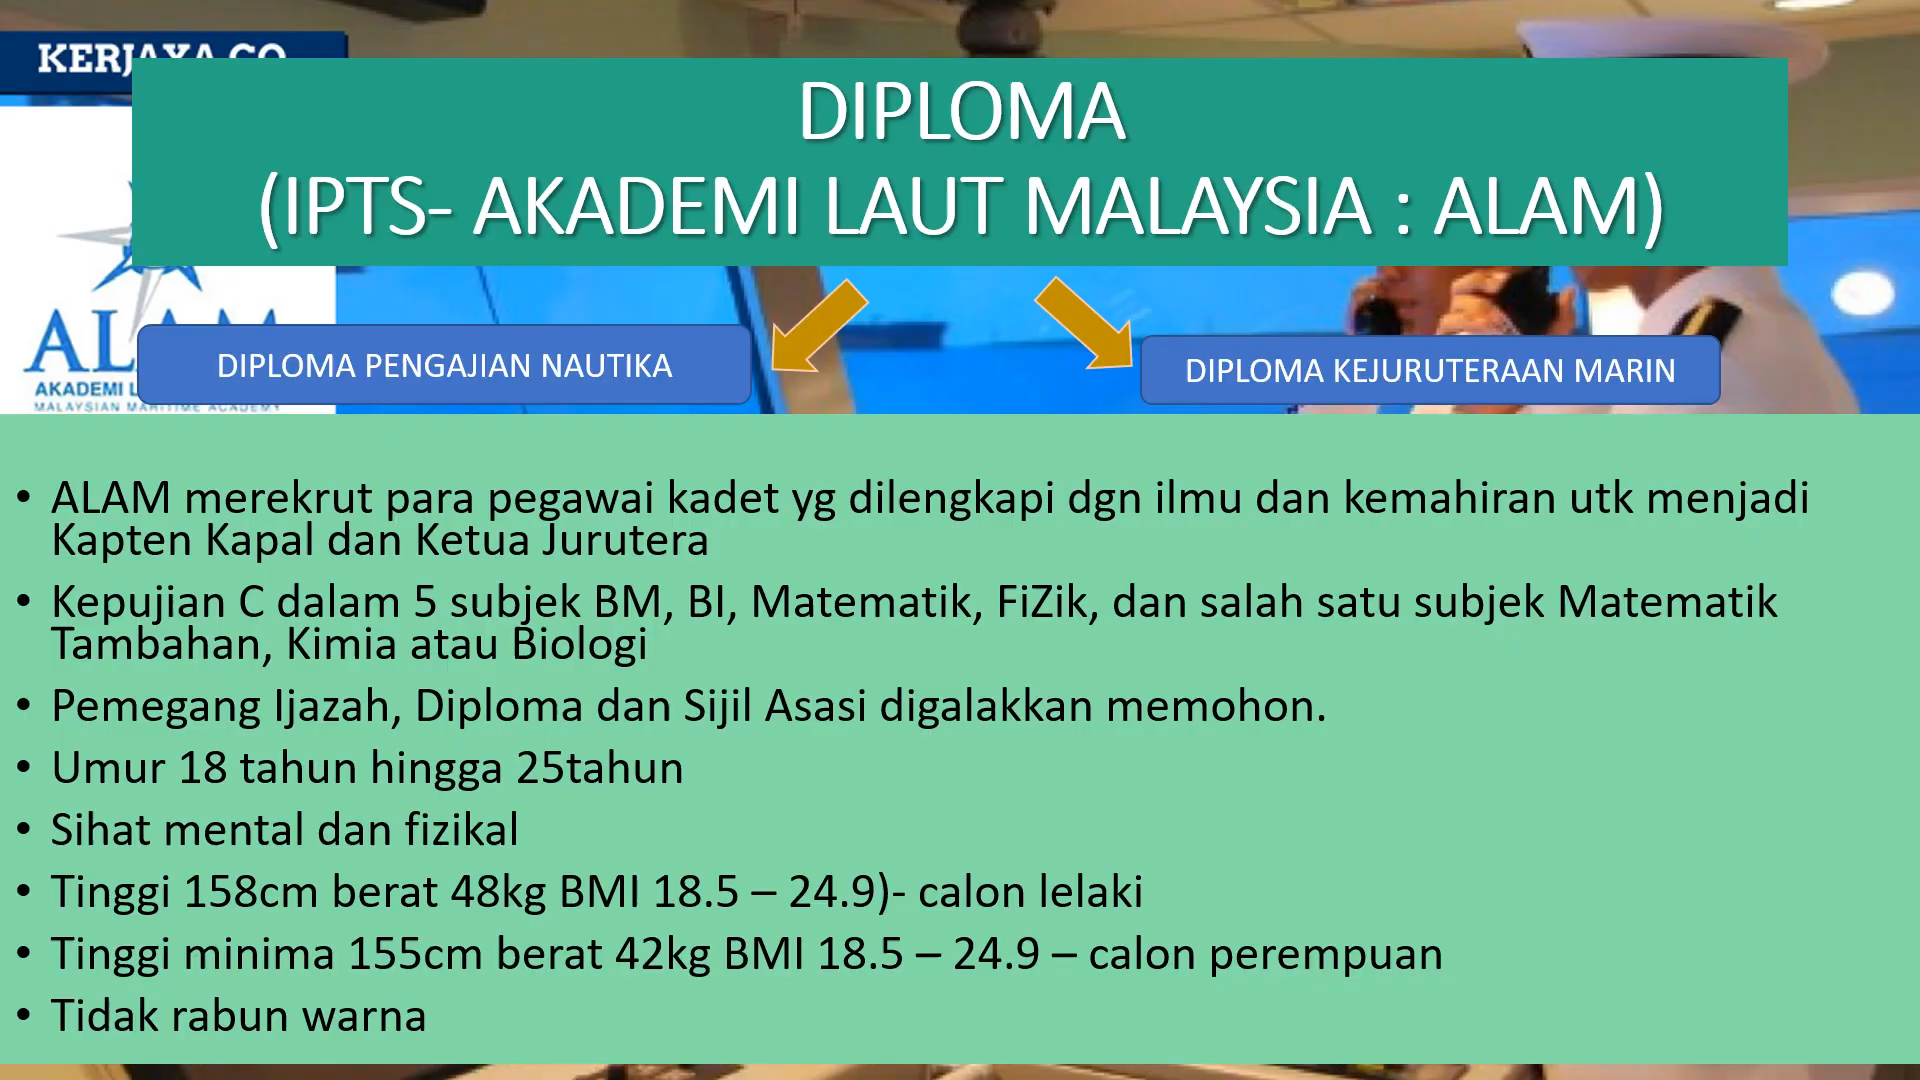 DIPLOMA
(IPTS- AKADEMI LAUT MALAYSIA : ALAM)
DIPLOMA PENGAJIAN NAUTIKA
DIPLOMA KEJURUTERAAN MARIN
AKADEMI
MALAYSIAN MARITIME ACADEMY
• ALAM merekrut para pegawai kadet yg dilengkapi dgn ilmu dan kemahiran utk menjadi
Kapten Kapal dan Ketua Jurutera
• Kepujian C dalam 5 subjek BM, BI, Matematik, FiZik, dan salah satu subjek Matematik
Tambahan, Kimia atau Biologi
• Pemegang Ijazah, Diploma dan Sijil Asasi digalakkan memohon.
• Umur 18 tahun hingga 25tahun
• Sihat mental dan fizikal
• Tinggi 158cm berat 48kg BMI 18.5 – 24.9)- calon lelaki
• Tinggi minima 155cm berat 42kg BMI 18.5 – 24.9 – calon perempuan
• Tidak rabun warna